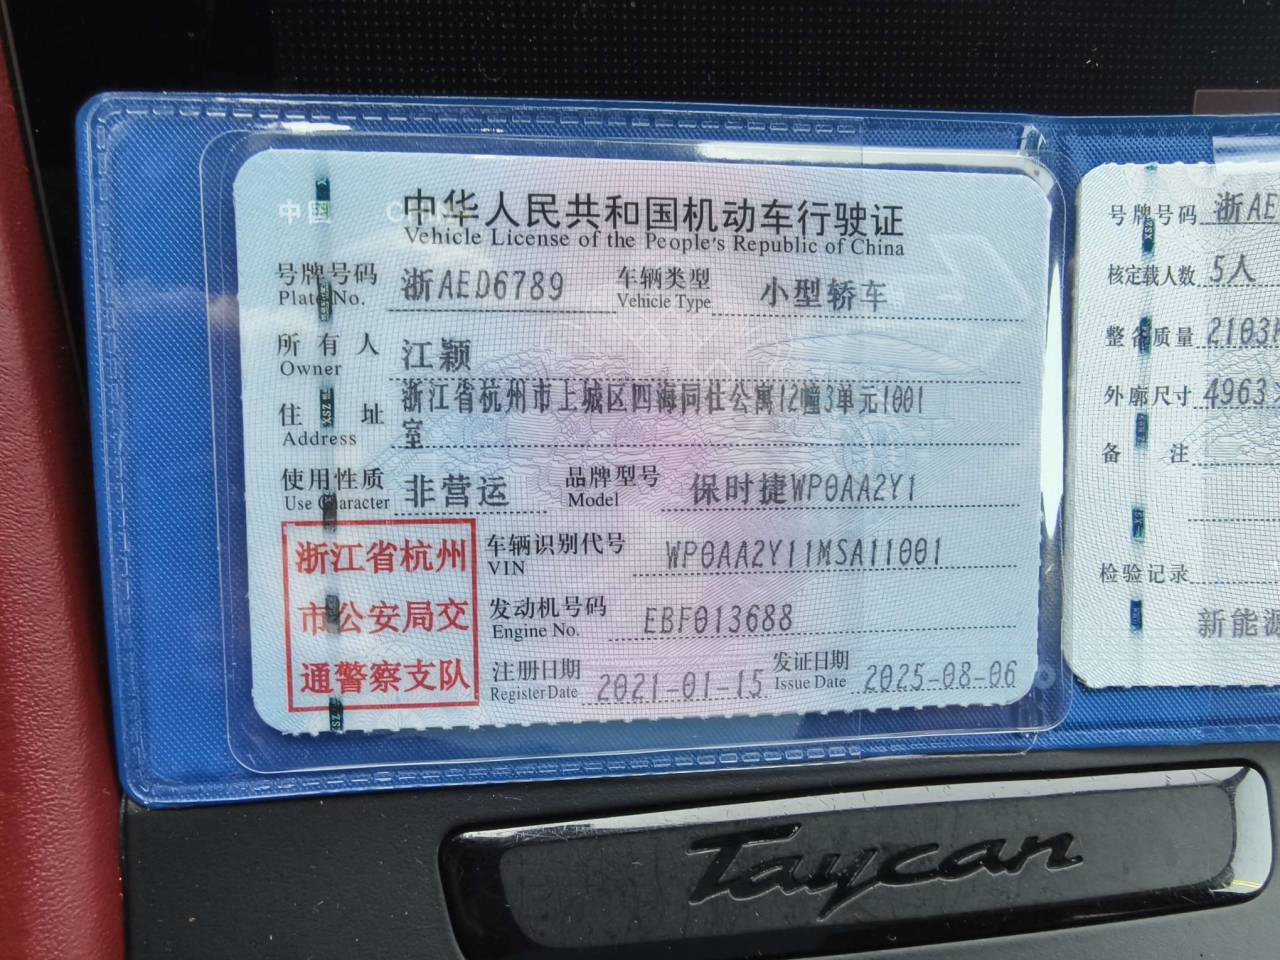 中华人民共和国机动车行驶证
Vehicle License of the People's Republic of China
号牌号码 浙AED6789 车辆类型 小型轿车
Plate No. Vehicle Type
所有人 江颖
Owner
住址 浙江省杭州市上城区四海同仕公寓12幢3单元1001
室
Address
使用性质 非营运 品牌型号 保时捷WP0AA2Y1
Use Character Model
浙江省杭州
市公安局交
通警察支队
车辆识别代号 WP0AA2Y11MSA11001
VIN
发动机号码 EBF013688
Engine No.
注册日期 2021-01-15 发证日期 2025-08-06
Register Date Issue Date
号牌号码 浙AE
核定载人数 5人
整备质量 2103
外廓尺寸 4963
备注
检验记录
新能源
Taycan